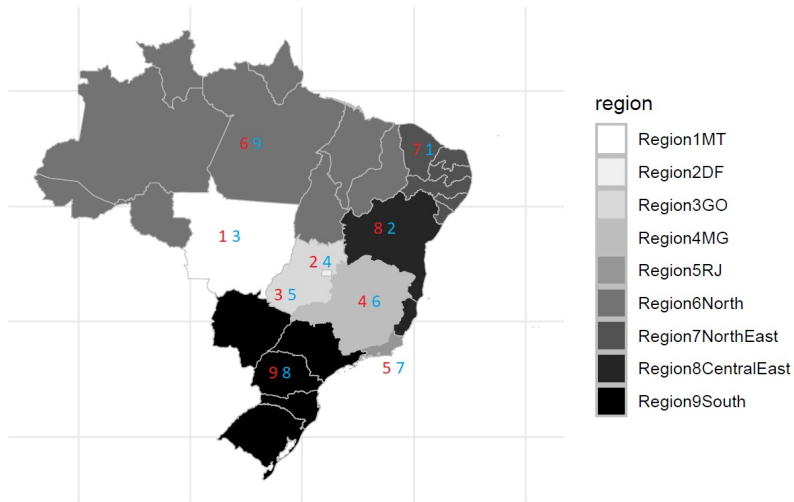 region
Region1MT
Region2DF
Region3GO
Region4MG
Region5RJ
Region6North
Region7NorthEast
Region8CentralEast
Region9South
6 9
7 1
8 2
1 3
2 4
3 5
4 6
5 7
9 8